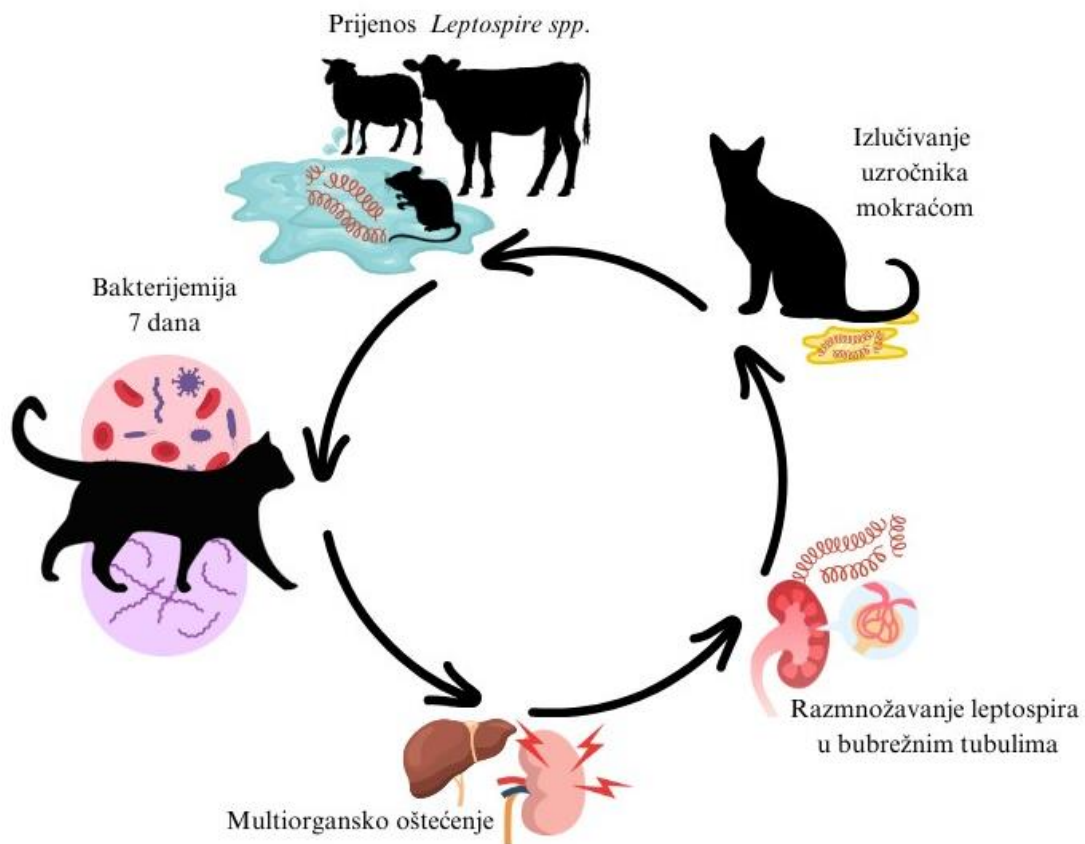 Prijenos Leptospire spp.
Izlučivanje
uzročnika
mokraćom
Bakterijemija
7 dana
Razmnožavanje leptospira
u bubrežnim tubulima
Multiorgansko oštećenje